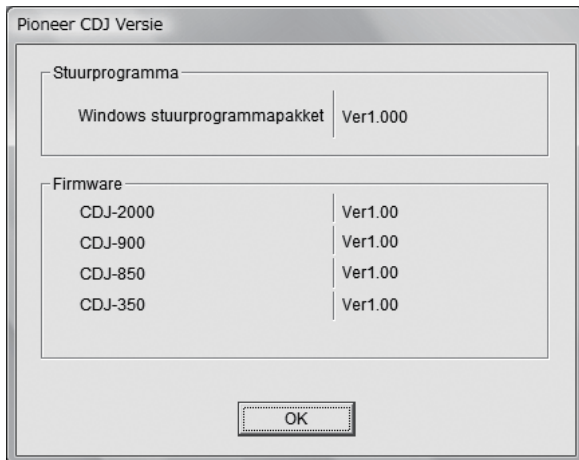 Pioneer CDJ Versie
Stuurprogramma
Windows stuurprogrammapakket Ver1.000
Firmware
CDJ-2000 Ver1.00
CDJ-900 Ver1.00
CDJ-850 Ver1.00
CDJ-350 Ver1.00
OK